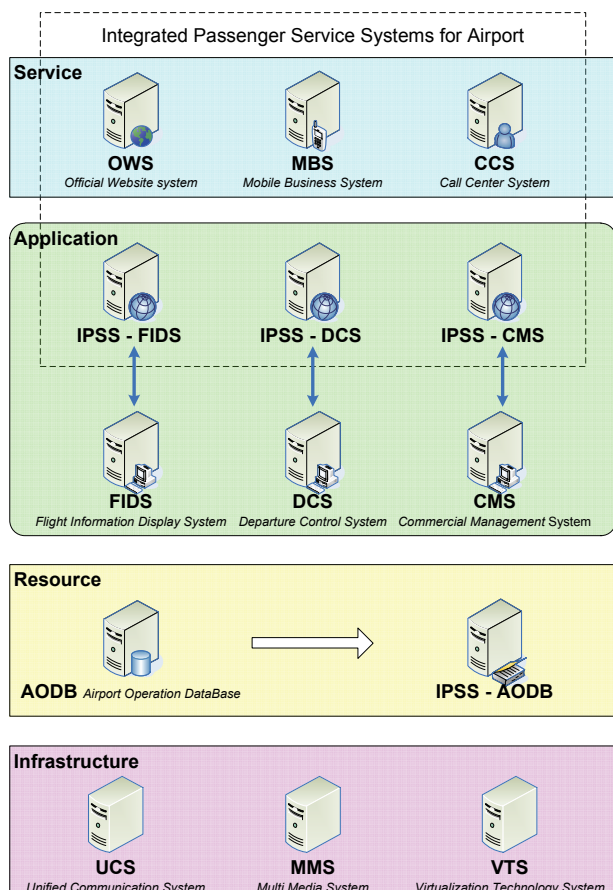 Integrated Passenger Service Systems for Airport
Service
OWS MBS CCS
Official Website system Mobile Business System Call Center System
Application
IPSS - FIDS IPSS - DCS IPSS - CMS
FIDS DCS CMS
Flight Information Display System Departure Control System Commercial Management System
Resource
AODB Airport Operation DataBase IPSS - AODB
Infrastructure
UCS MMS VTS
Unified Communication System Multi Media System Virtualization Technology System